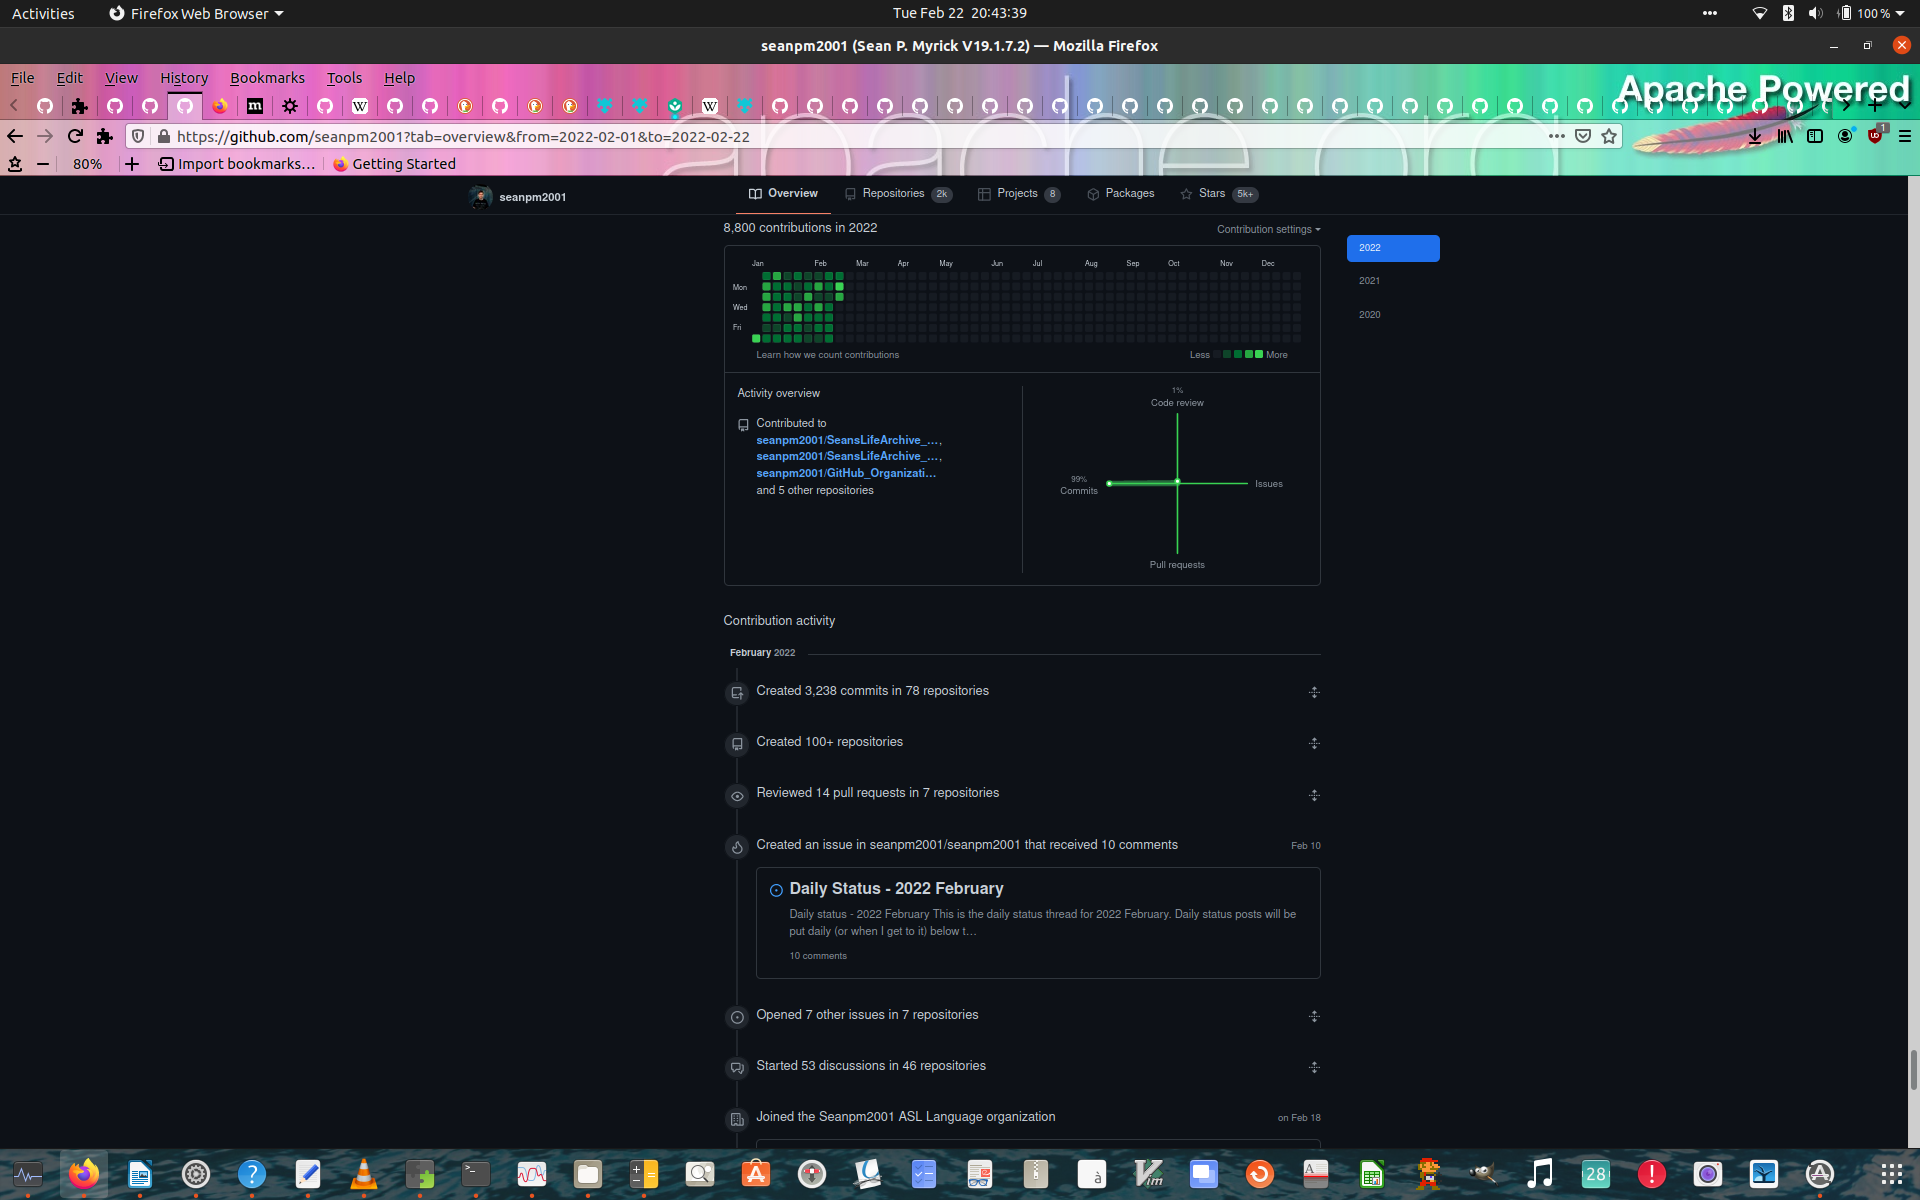 Activities
Firefox Web Browser
Tue Feb 22 20:43:39
100 %
seanpm2001 (Sean P. Myrick V19.1.7.2) — Mozilla Firefox
File Edit View History Bookmarks Tools Help
Apache Powered
https://github.com/seanpm2001?tab=overview&from=2022-02-01&to=2022-02-22
80%
Import bookmarks…
Getting Started
seanpm2001
Overview
Repositories 2k
Projects 8
Packages
Stars 5k+
8,800 contributions in 2022
Contribution settings
2022
2021
2020
Jan Feb Mar Apr May Jun Jul Aug Sep Oct Nov Dec
Mon
Wed
Fri
Learn how we count contributions
Less More
Activity overview
Contributed to
seanpm2001/SeansLifeArchive_…,
seanpm2001/SeansLifeArchive_…,
seanpm2001/GitHub_Organizati…
and 5 other repositories
1%
Code review
99%
Commits
Issues
Pull requests
Contribution activity
February 2022
Created 3,238 commits in 78 repositories
Created 100+ repositories
Reviewed 14 pull requests in 7 repositories
Created an issue in seanpm2001/seanpm2001 that received 10 comments
Feb 10
Daily Status - 2022 February
Daily status - 2022 February This is the daily status thread for 2022 February. Daily status posts will be
put daily (or when I get to it) below t…
10 comments
Opened 7 other issues in 7 repositories
Started 53 discussions in 46 repositories
Joined the Seanpm2001 ASL Language organization
on Feb 18
28